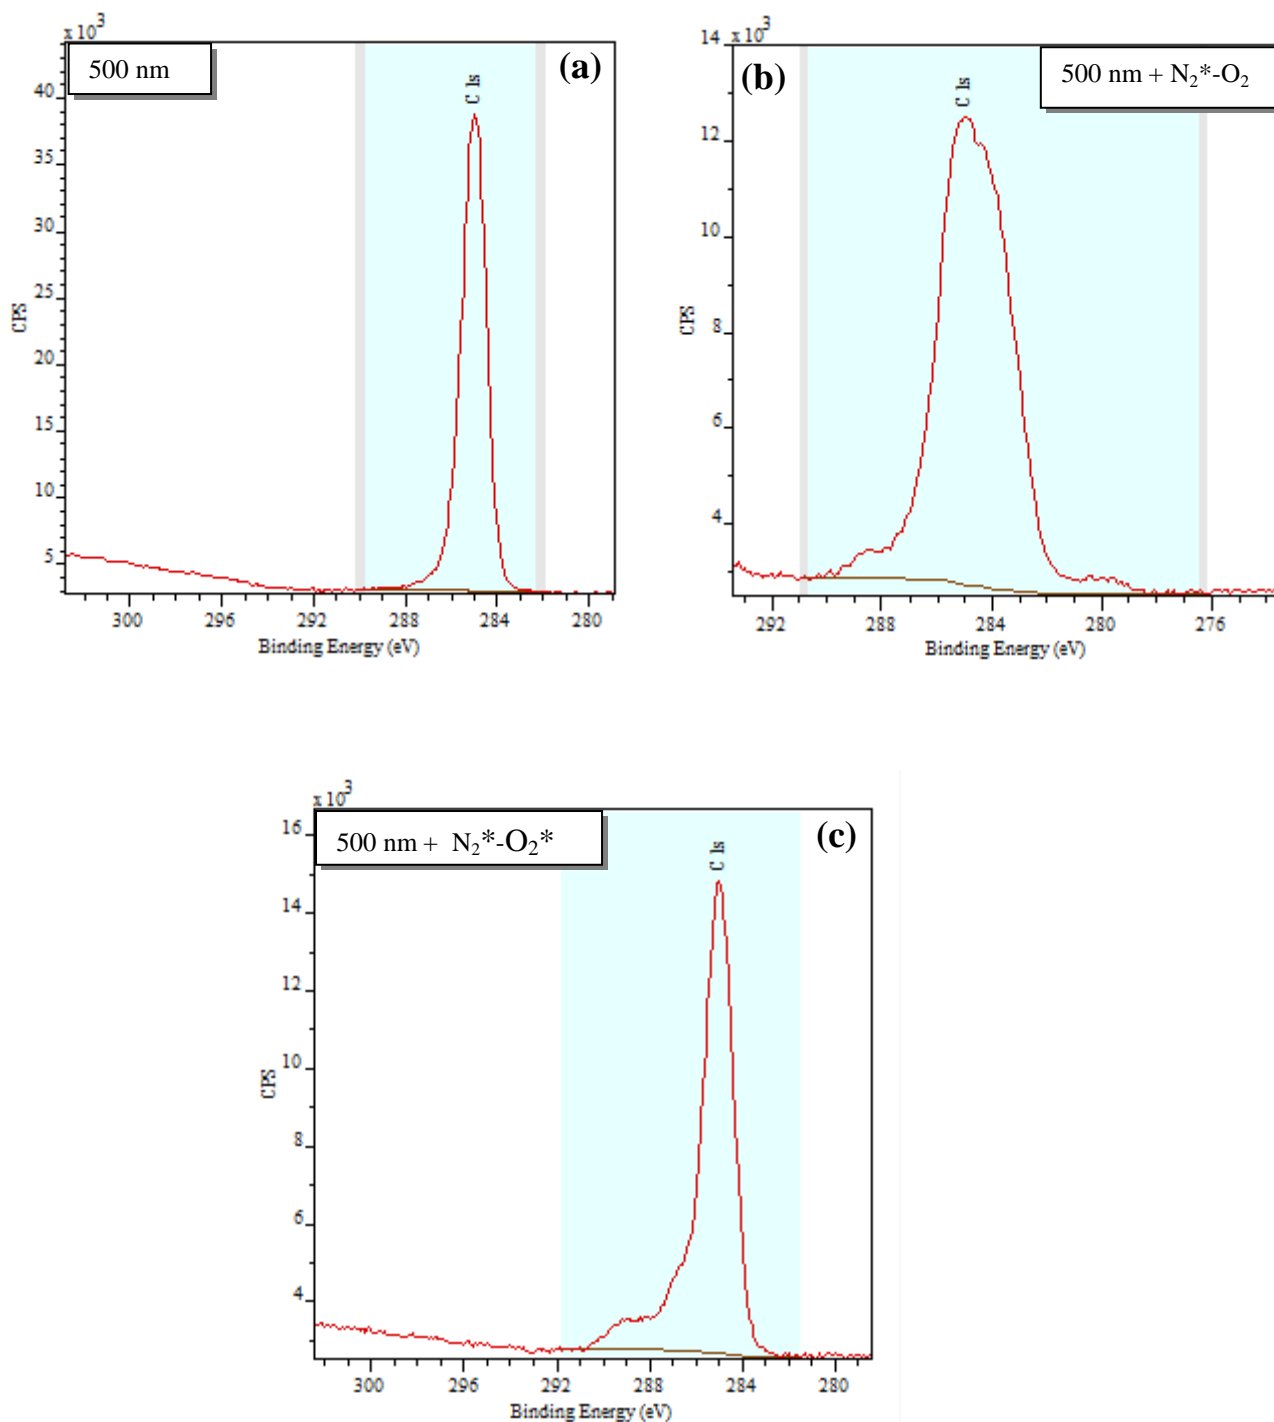 x 10³
500 nm
(a)
C 1s
40
35
30
25
20
15
10
5
CPS
300 296 292 288 284 280
Binding Energy (eV)
14 x 10³
(b)
500 nm + N₂*-O₂
C 1s
12
10
8
6
4
CPS
292 288 284 280 276
Binding Energy (eV)
x 10³
16
500 nm + N₂*-O₂*
(c)
C 1s
14
12
10
8
6
4
CPS
300 296 292 288 284 280
Binding Energy (eV)